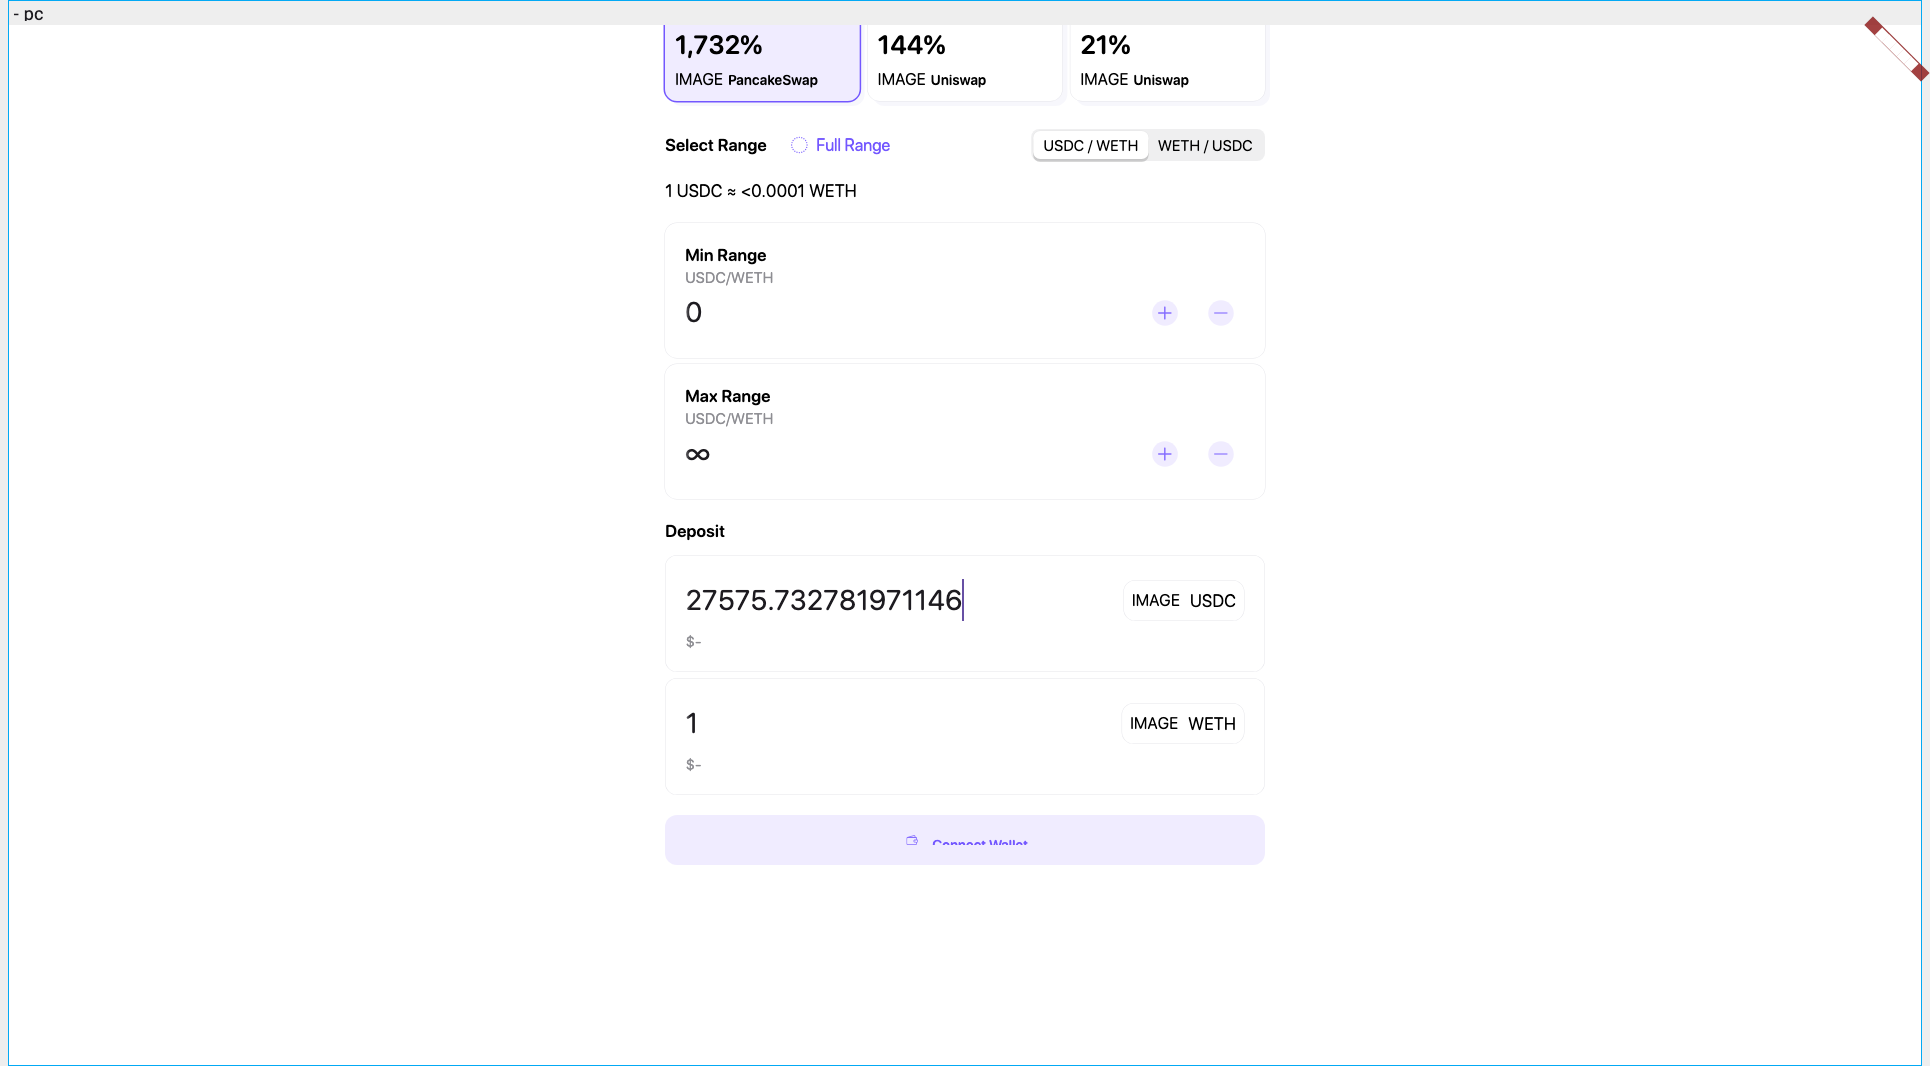 - pc
1,732%
IMAGE PancakeSwap
144%
IMAGE Uniswap
21%
IMAGE Uniswap
Select Range
Full Range
USDC / WETH
WETH / USDC
1 USDC ≈ <0.0001 WETH
Min Range
USDC/WETH
0
Max Range
USDC/WETH
∞
Deposit
27575.732781971146
IMAGE USDC
$-
1
IMAGE WETH
$-
Connect Wallet